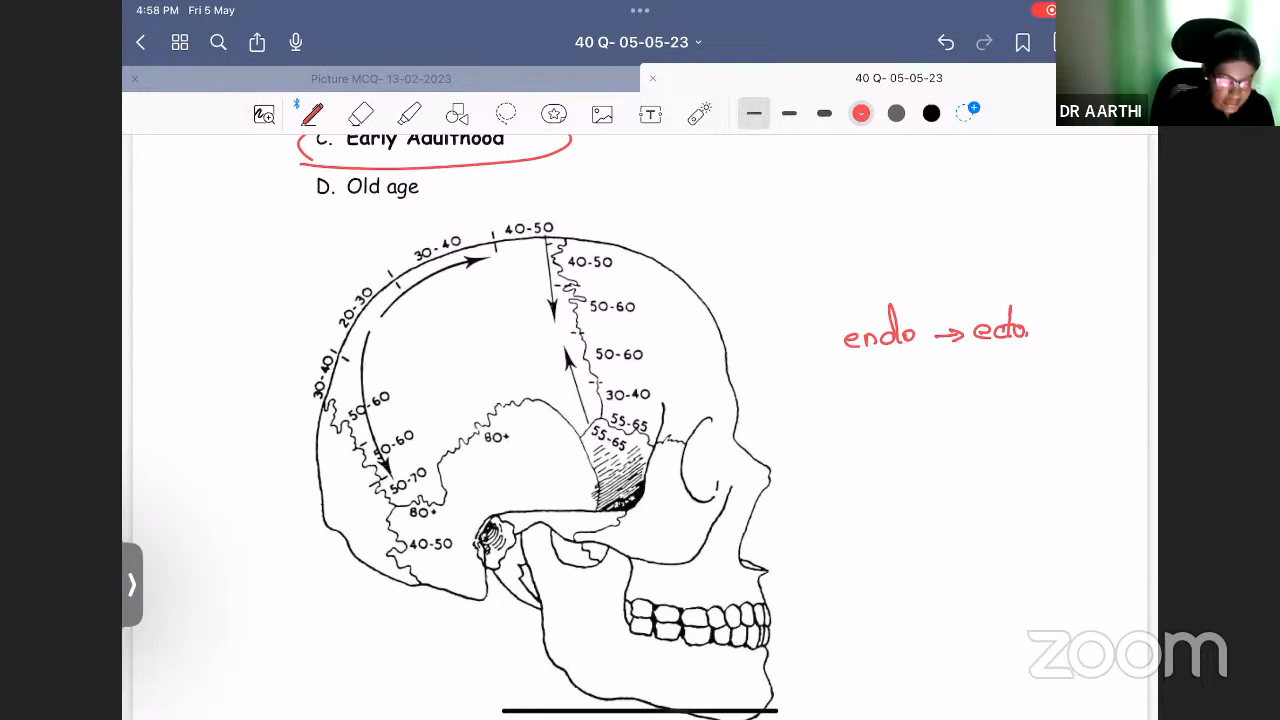 4:58 PM Fri 5 May
40 Q- 05-05-23
Picture MCQ- 13-02-2023
40 Q- 05-05-23
DR AARTHI
C. Early Adulthood
D. Old age
40-50
30-40
40-50
20-30
50-60
endo → ecto
50-60
30-40
30-40
50-60
55-65
55-65
80+
50-60
50-70
80+
40-50
zoom